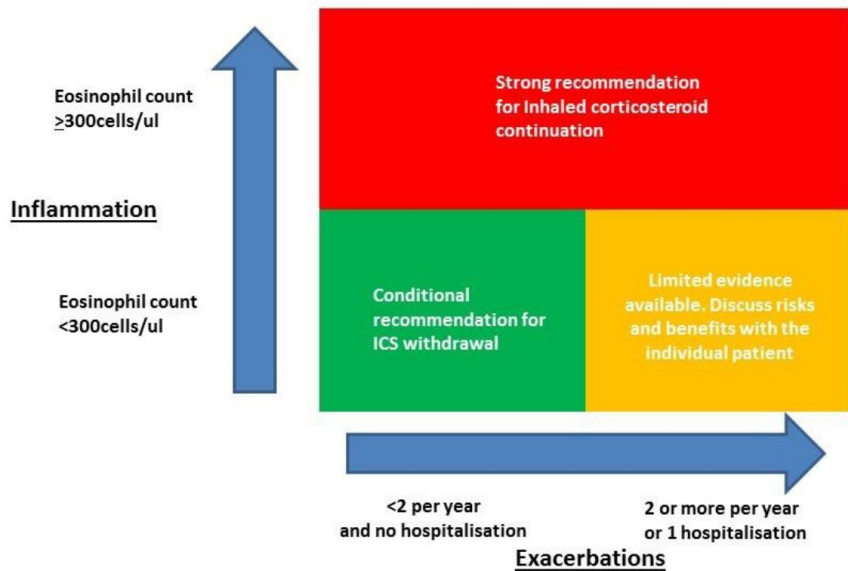 Eosinophil count
≥300cells/ul
Strong recommendation
for Inhaled corticosteroid
continuation
Inflammation
Eosinophil count
<300cells/ul
Conditional
recommendation for
ICS withdrawal
Limited evidence
available. Discuss risks
and benefits with the
individual patient
<2 per year
and no hospitalisation
2 or more per year
or 1 hospitalisation
Exacerbations